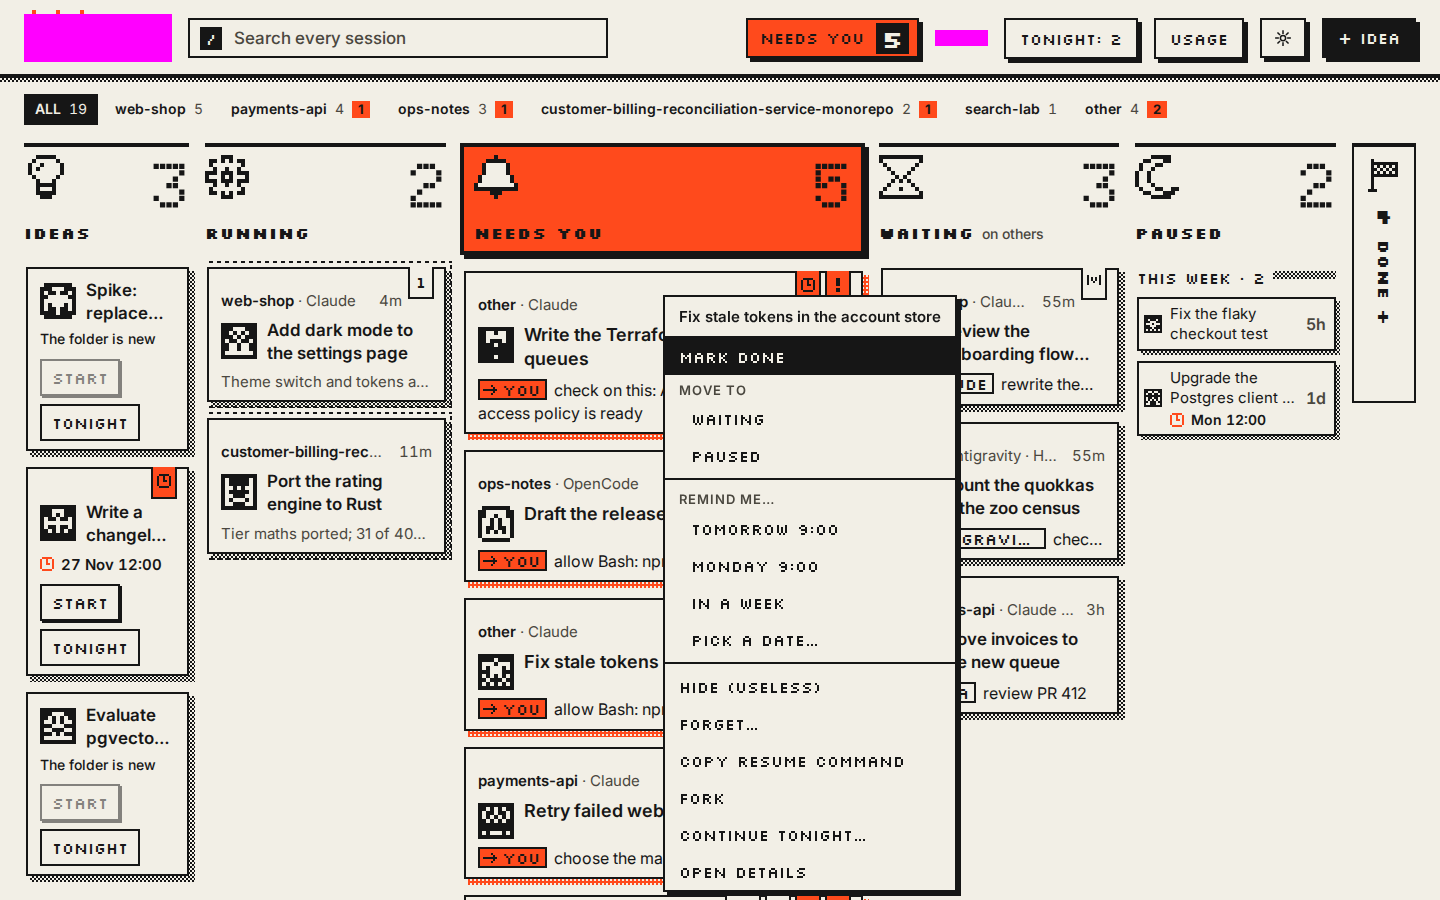 / Search every session
NEEDS YOU 5
TONIGHT: 2
USAGE
+ IDEA
ALL 19
web-shop 5
payments-api 4 1
ops-notes 3 1
customer-billing-reconciliation-service-monorepo 2 1
search-lab 1
other 4 2
3
IDEAS
Spike:
replace...
The folder is new
START
TONIGHT
Write a
changel...
27 Nov 12:00
START
TONIGHT
Evaluate
pgvecto...
The folder is new
START
TONIGHT
2
RUNNING
1
web-shop · Claude 4m
Add dark mode to
the settings page
Theme switch and tokens a...
customer-billing-rec... 11m
Port the rating
engine to Rust
Tier maths ported; 31 of 40...
5
NEEDS YOU
!
other · Claude
Write the Terrafo
queues
→ YOU check on this:
access policy is ready
ops-notes · OpenCode
Draft the release
→ YOU allow Bash: np
other · Claude
Fix stale tokens
→ YOU allow Bash: np
payments-api · Claude
Retry failed web
→ YOU choose the ma
Fix stale tokens in the account store
MARK DONE
MOVE TO
WAITING
PAUSED
REMIND ME...
TOMORROW 9:00
MONDAY 9:00
IN A WEEK
PICK A DATE...
HIDE (USELESS)
FORGET...
COPY RESUME COMMAND
FORK
CONTINUE TONIGHT...
OPEN DETAILS
3
WAITING on others
p · Clau... 55m
view the
boarding flow...
DE rewrite the...
ntigravity · H... 55m
ount the quokkas
the zoo census
GRAVI... chec...
s-api · Claude ... 3h
ove invoices to
e new queue
A review PR 412
2
PAUSED
THIS WEEK · 2
Fix the flaky
checkout test 5h
Upgrade the
Postgres client ... 1d
Mon 12:00
4 DONE +